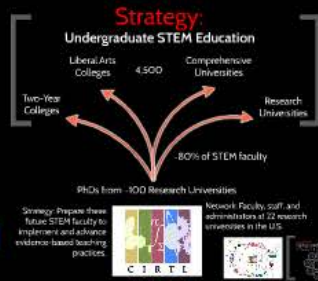 Strategy:
Undergraduate STEM Education
Liberal Arts
Colleges
4,500
Comprehensive
Universities
Two-Year
Colleges
Research
Universities
~80% of STEM faculty
PhDs from ~100 Research Universities
Strategy: Prepare these
future STEM faculty to
implement and advance
evidence-based teaching
practices.
CIRTL
Network: Faculty, staff, and
administrators at 22 research
universities in the U.S.